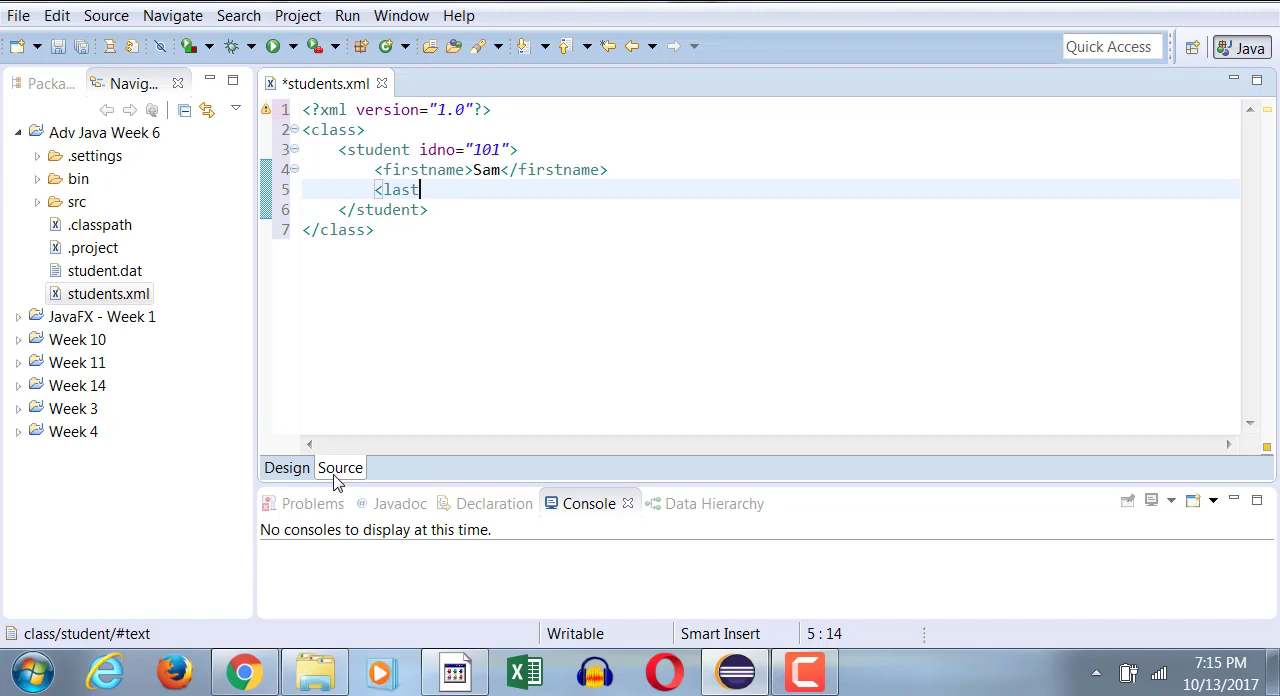 File Edit Source Navigate Search Project Run Window Help
Quick Access
Java
Packa...
Navig...
*students.xml
Adv Java Week 6
.settings
bin
src
.classpath
.project
student.dat
students.xml
JavaFX - Week 1
Week 10
Week 11
Week 14
Week 3
Week 4
1 <?xml version="1.0"?>
2 <class>
3 <student idno="101">
4 <firstname>Sam</firstname>
5 <last
6 </student>
7 </class>
Design Source
Problems @ Javadoc Declaration Console Data Hierarchy
No consoles to display at this time.
class/student/#text Writable Smart Insert 5 : 14
7:15 PM
10/13/2017